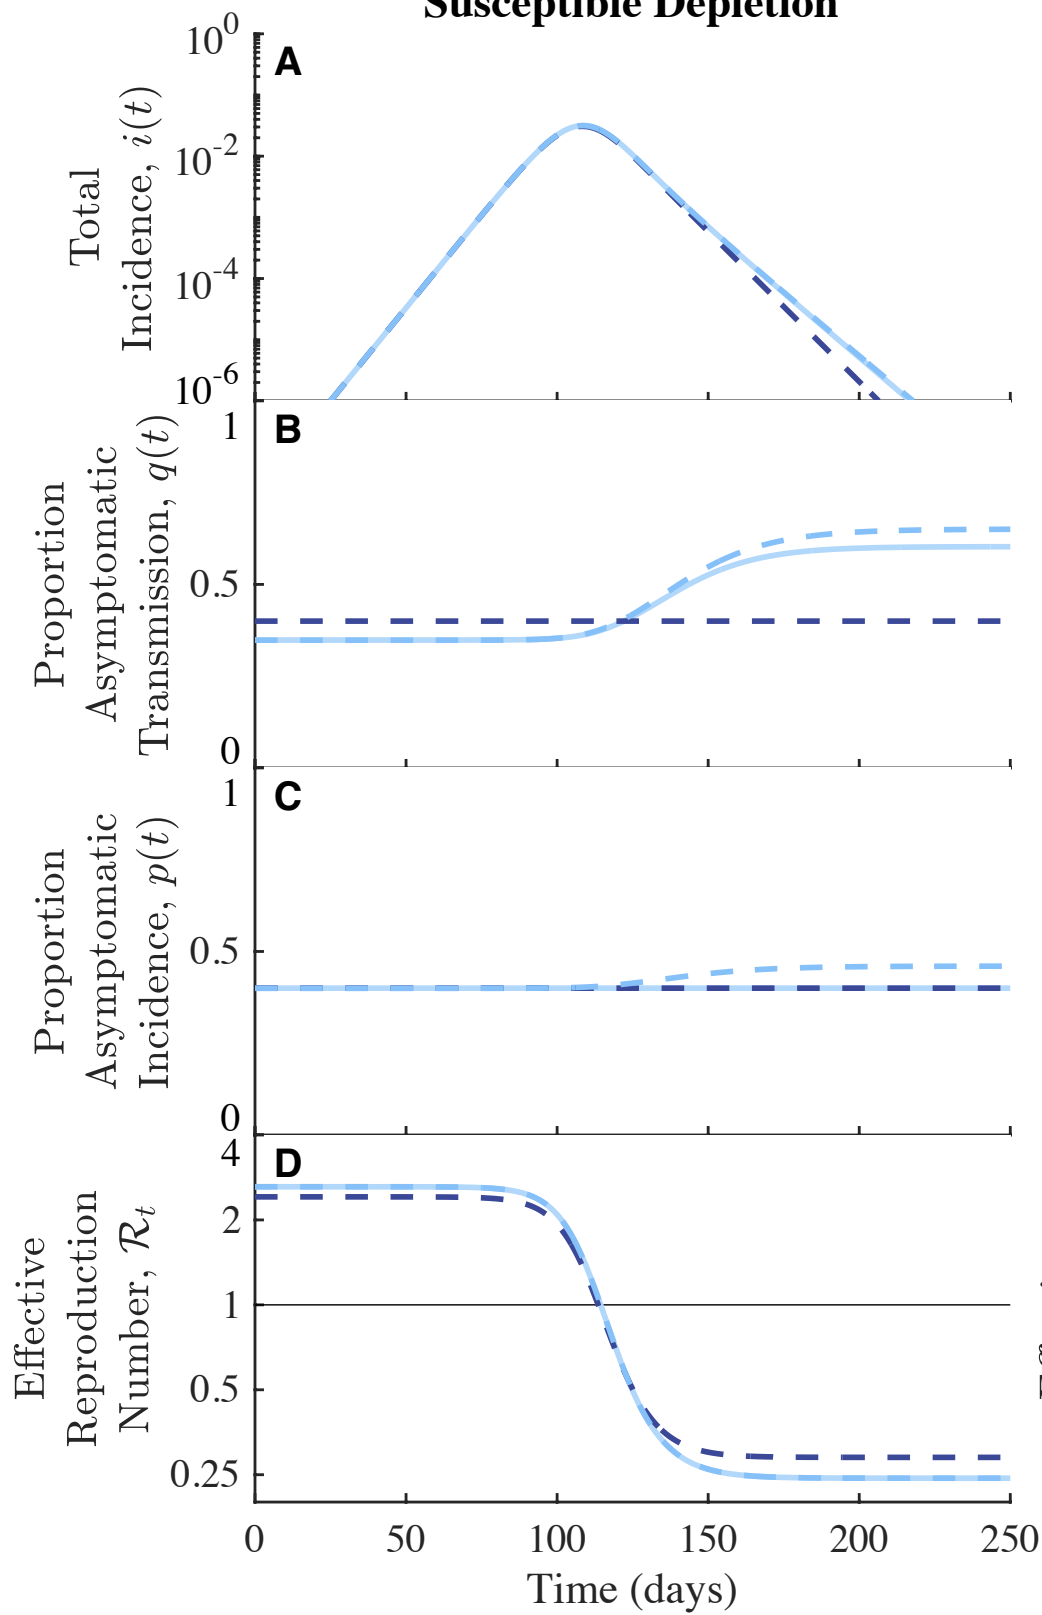 Susceptible Depletion
A
Total
Incidence, i(t)
10^0
10^-2
10^-4
10^-6
B
Proportion
Asymptomatic
Transmission, q(t)
1
0.5
0
C
Proportion
Asymptomatic
Incidence, p(t)
1
0.5
0
D
Effective
Reproduction
Number, ℛ_t
4
2
1
0.5
0.25
0 50 100 150 200 250
Time (days)